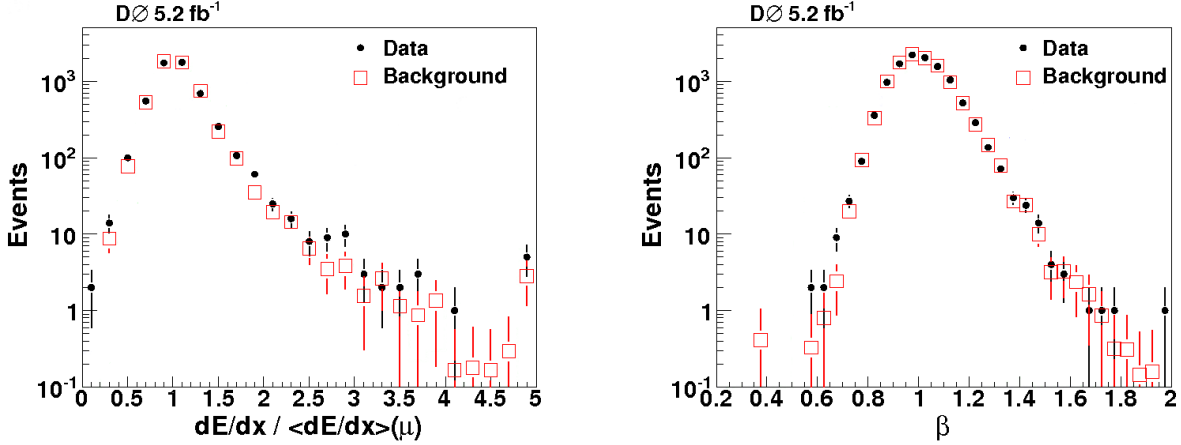 DØ 5.2 fb⁻¹
Data
Background
Events
10³
10²
10
1
10⁻¹
0 0.5 1 1.5 2 2.5 3 3.5 4 4.5 5
dE/dx / <dE/dx>(μ)
DØ 5.2 fb⁻¹
Data
Background
Events
10³
10²
10
1
10⁻¹
0.2 0.4 0.6 0.8 1 1.2 1.4 1.6 1.8 2
β